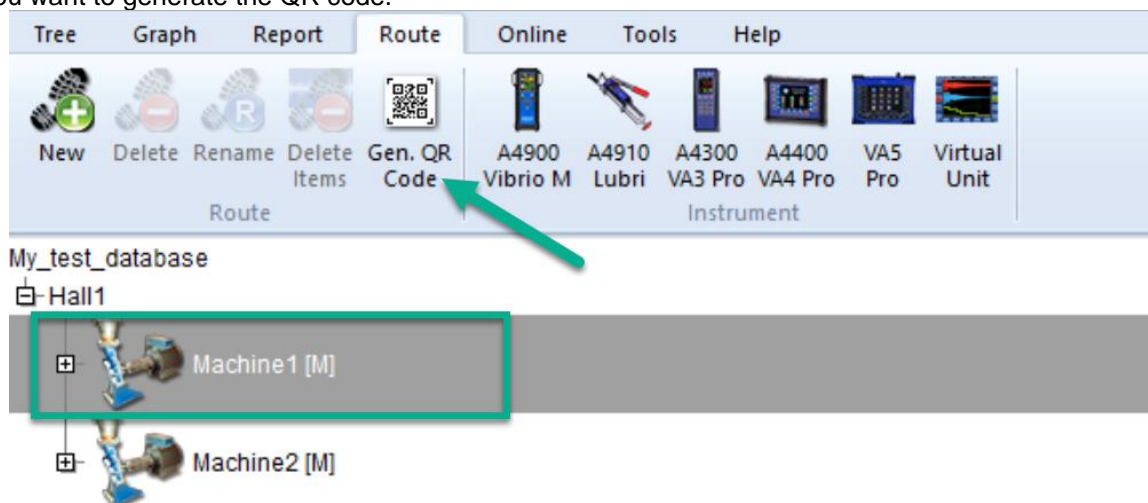 ou want to generate the QR code.
Tree Graph Report Route Online Tools Help
New Delete Rename Delete Items Gen. QR Code A4900 Vibrio M A4910 Lubri A4300 VA3 Pro A4400 VA4 Pro VA5 Pro Virtual Unit
Route Instrument
My_test_database
Hall1
Machine1 [M]
Machine2 [M]